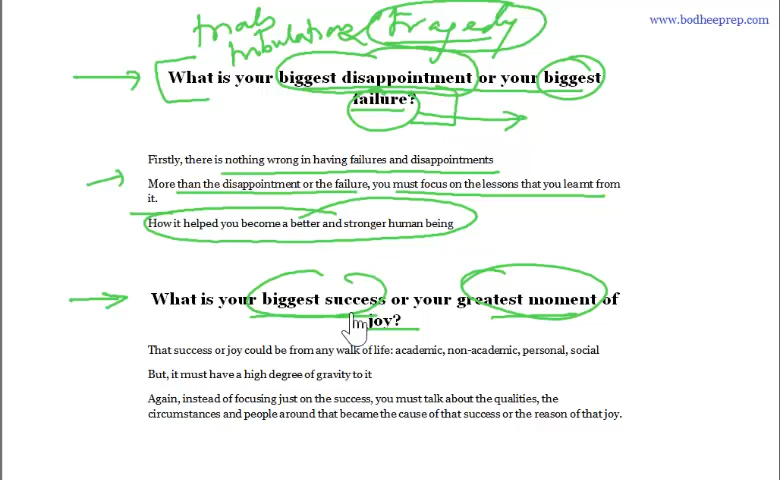 www.bodheeprep.com
trials
tribulations
tragedy
What is your biggest disappointment or your biggest
failure?
Firstly, there is nothing wrong in having failures and disappointments
More than the disappointment or the failure, you must focus on the lessons that you learnt from
it.
How it helped you become a better and stronger human being
What is your biggest success or your greatest moment of
joy?
That success or joy could be from any walk of life: academic, non-academic, personal, social
But, it must have a high degree of gravity to it
Again, instead of focusing just on the success, you must talk about the qualities, the
circumstances and people around that became the cause of that success or the reason of that joy.